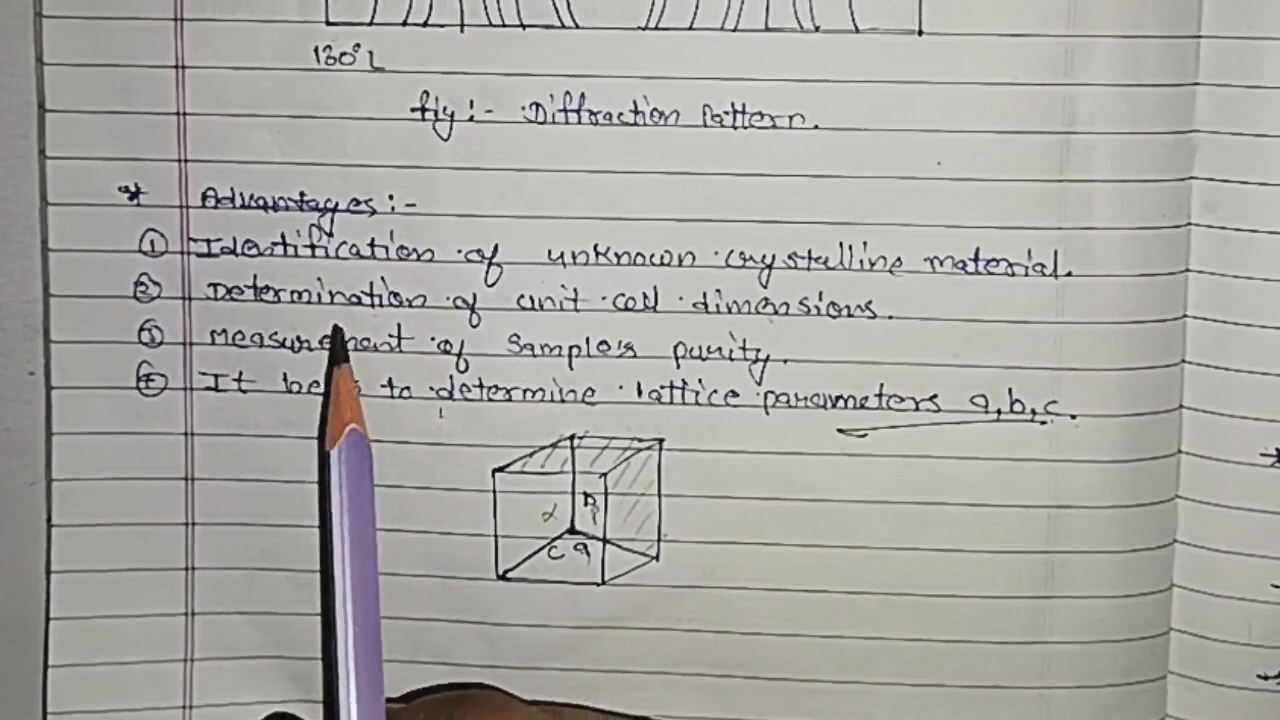 180°
fig:- Diffraction Pattern.
* Advantages:-
① Identification of unknown crystalline material.
② Determination of unit cell dimensions.
③ measurement of sample's purity.
④ It to determine lattice parameters a,b,c.
α
c a